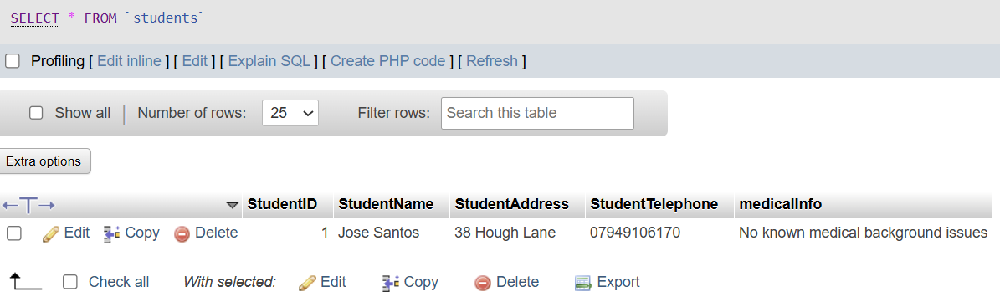 SELECT * FROM `students`
Profiling [ Edit inline ] [ Edit ] [ Explain SQL ] [ Create PHP code ] [ Refresh ]
Show all Number of rows: 25 Filter rows: Search this table
Extra options
StudentID StudentName StudentAddress StudentTelephone medicalInfo
Edit Copy Delete 1 Jose Santos 38 Hough Lane 07949106170 No known medical background issues
Check all With selected: Edit Copy Delete Export